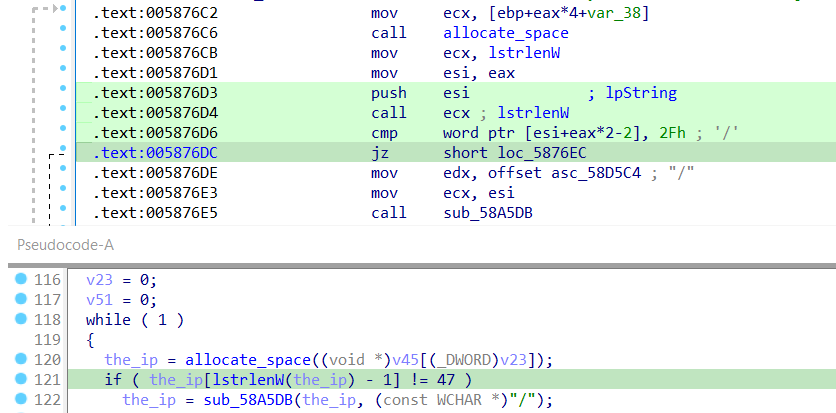 .text:005876C2 mov ecx, [ebp+eax*4+var_38]
.text:005876C6 call allocate_space
.text:005876CB mov ecx, lstrlenW
.text:005876D1 mov esi, eax
.text:005876D3 push esi ; lpString
.text:005876D4 call ecx ; lstrlenW
.text:005876D6 cmp word ptr [esi+eax*2-2], 2Fh ; '/'
.text:005876DC jz short loc_5876EC
.text:005876DE mov edx, offset asc_58D5C4 ; "/"
.text:005876E3 mov ecx, esi
.text:005876E5 call sub_58A5DB
Pseudocode-A
116 v23 = 0;
117 v51 = 0;
118 while ( 1 )
119 {
120 the_ip = allocate_space((void *)v45[(_DWORD)v23]);
121 if ( the_ip[lstrlenW(the_ip) - 1] != 47 )
122 the_ip = sub_58A5DB(the_ip, (const WCHAR *)"/");